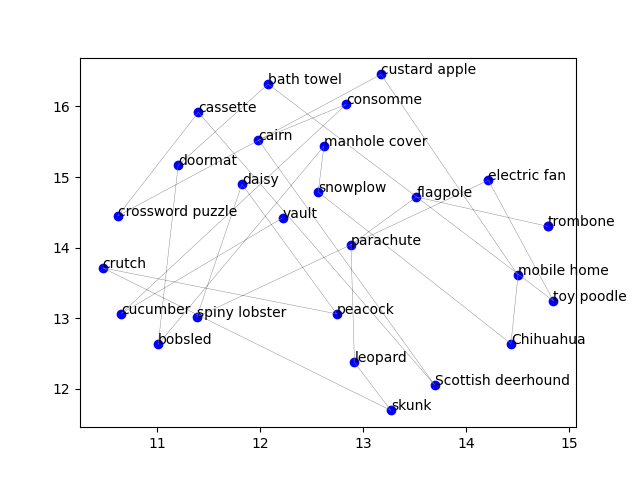 custard apple
bath towel
consomme
16
cassette
cairn
manhole cover
doormat
electric fan
15
daisy
snowplow
flagpole
crossword puzzle
vault
trombone
14
parachute
crutch
mobile home
toy poodle
cucumber
spiny lobster
peacock
13
bobsled
Chihuahua
leopard
Scottish deerhound
12
skunk
11
12
13
14
15